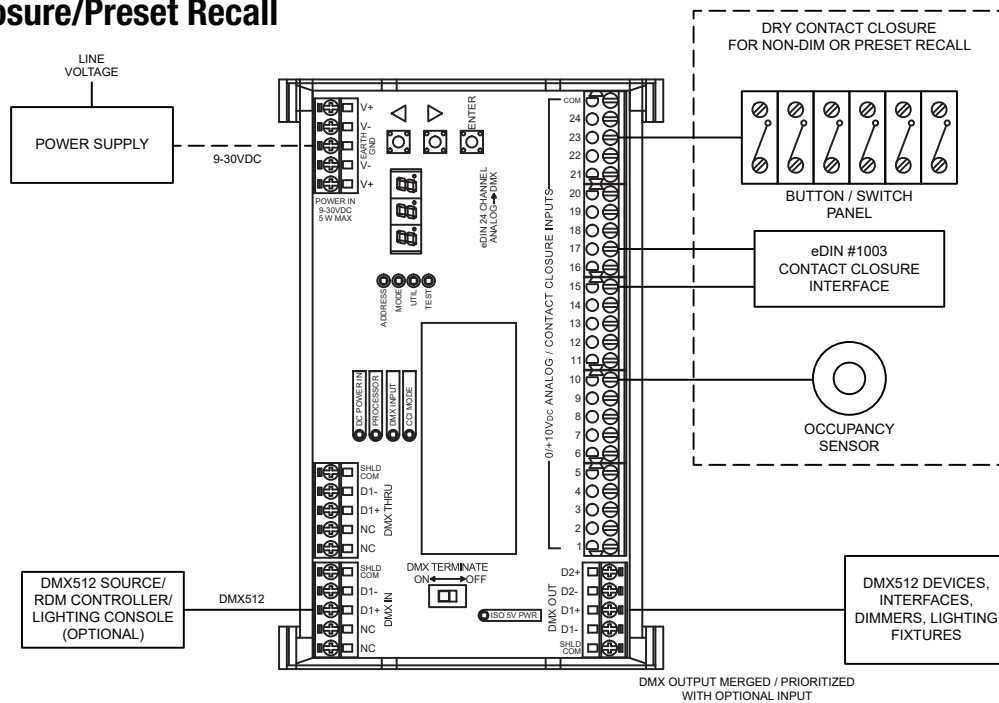 osure/Preset Recall
DRY CONTACT CLOSURE
FOR NON-DIM OR PRESET RECALL
LINE
VOLTAGE
POWER SUPPLY
9-30VDC
V+
V-
EARTH
GND
V-
V+
POWER IN
9-30VDC
5 W MAX
ENTER
eDIN 24 CHANNEL
ANALOG➔DMX
ADDRESS
MODE
UTIL
TEST
DC POWER IN
PROCESSOR
DMX INPUT
CCI MODE
COM
24
23
22
21
20
19
18
17
16
15
14
13
12
11
10
9
8
7
6
5
4
3
2
1
0/+10VDC ANALOG / CONTACT CLOSURE INPUTS
BUTTON / SWITCH
PANEL
eDIN #1003
CONTACT CLOSURE
INTERFACE
OCCUPANCY
SENSOR
SHLD
COM
D1-
D1+
NC
NC
DMX THRU
SHLD
COM
D1-
D1+
NC
NC
DMX IN
DMX TERMINATE
ON OFF
ISO 5V PWR
DMX OUT
D2+
D2-
D1+
D1-
SHLD
COM
DMX512 SOURCE/
RDM CONTROLLER/
LIGHTING CONSOLE
(OPTIONAL)
DMX512
DMX512 DEVICES,
INTERFACES,
DIMMERS, LIGHTING
FIXTURES
DMX OUTPUT MERGED / PRIORITIZED
WITH OPTIONAL INPUT